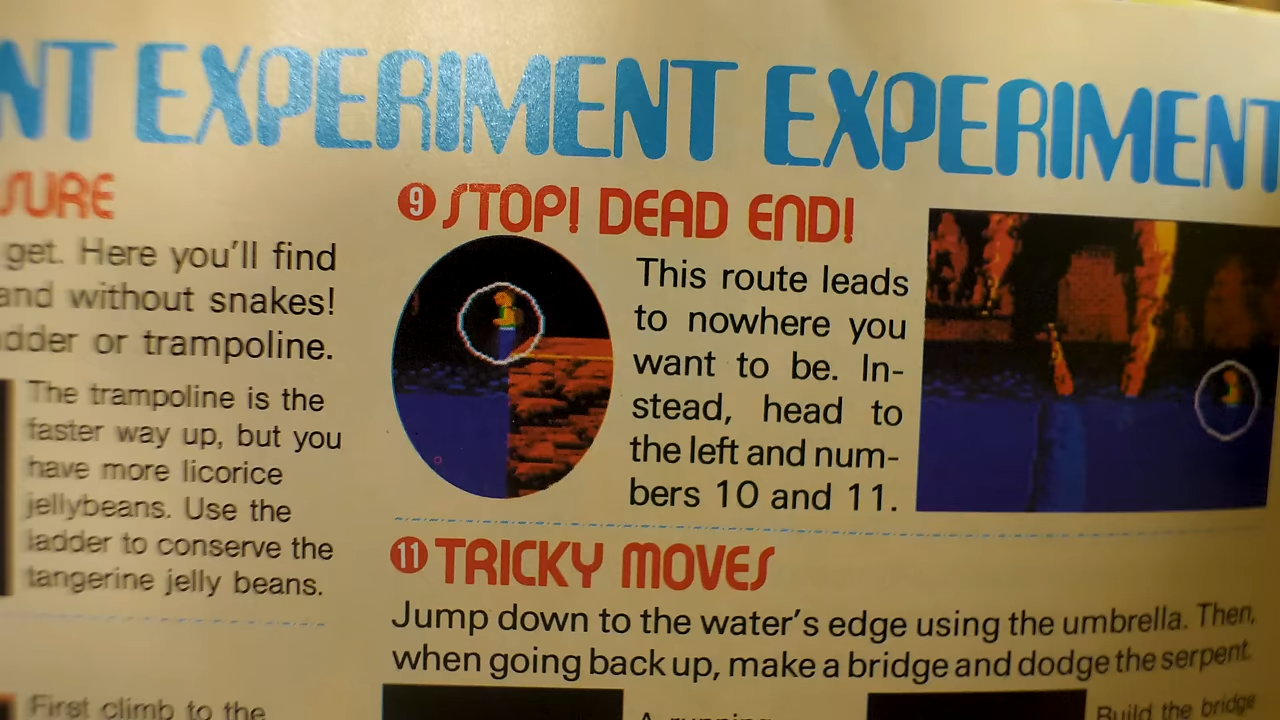 NT EXPERIMENT EXPERIMENT
SURE
get. Here you'll find
and without snakes!
adder or trampoline.
The trampoline is the
faster way up, but you
have more licorice
jellybeans. Use the
ladder to conserve the
tangerine jelly beans.
First climb to the
9 STOP! DEAD END!
This route leads
to nowhere you
want to be. In-
stead, head to
the left and num-
bers 10 and 11.
11 TRICKY MOVES
Jump down to the water's edge using the umbrella. Then,
when going back up, make a bridge and dodge the serpent.
A running
Build the bridge